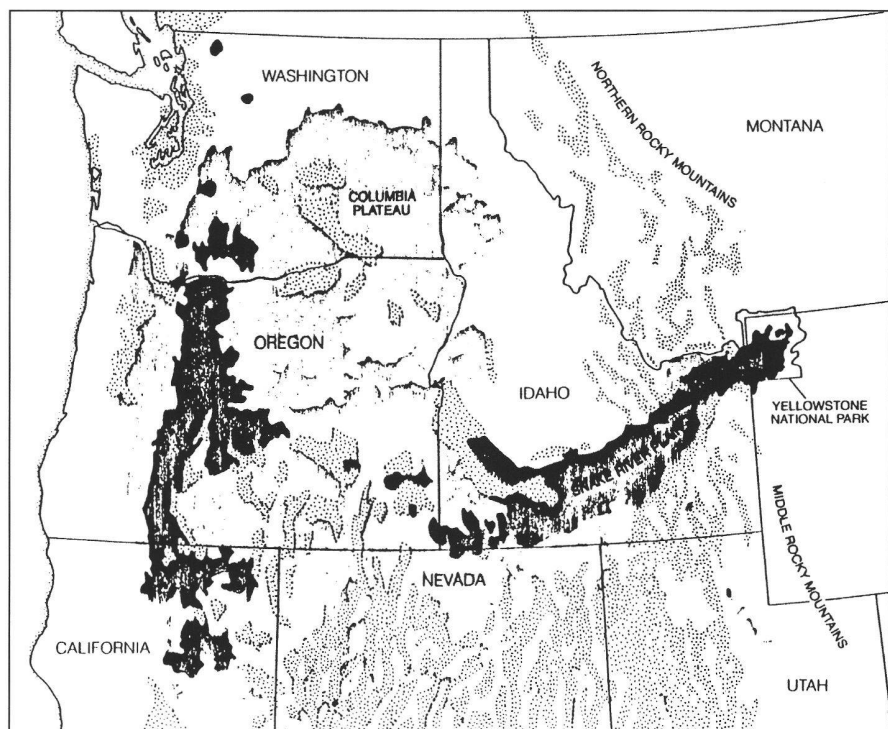 WASHINGTON
NORTHERN ROCKY MOUNTAINS
MONTANA
COLUMBIA
PLATEAU
OREGON
IDAHO
YELLOWSTONE
NATIONAL PARK
SNAKE RIVER PLAIN
MIDDLE ROCKY MOUNTAINS
NEVADA
CALIFORNIA
UTAH